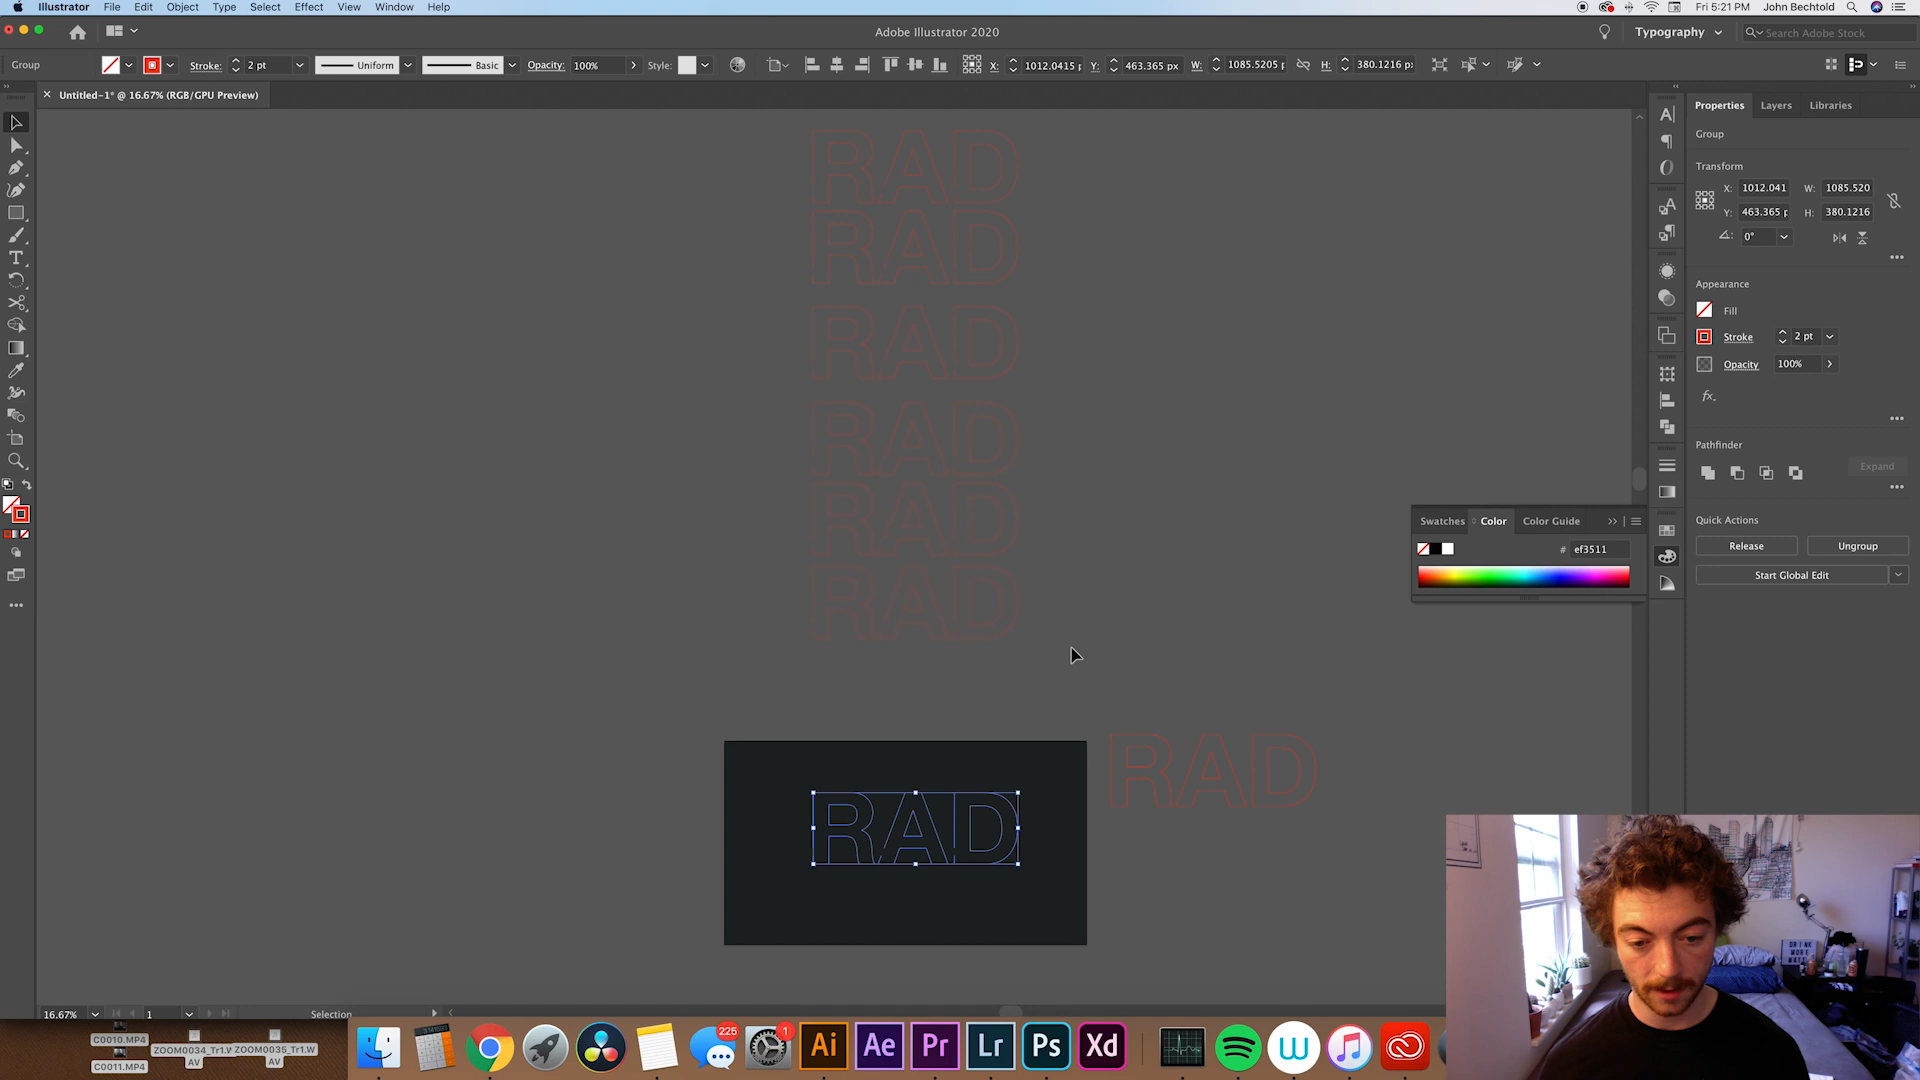 Illustrator File Edit Object Type Select Effect View Window Help
Fri 5:21 PM John Bechtold
Adobe Illustrator 2020
Typography
Search Adobe Stock
Group
Stroke: 2 pt
Uniform
Basic
Opacity: 100%
Style:
X: 1012.0415 p
Y: 463.365 px
W: 1085.5205 p
H: 380.1216 px
Untitled-1* @ 16.67% (RGB/GPU Preview)
Properties Layers Libraries
Group
Transform
X: 1012.041 W: 1085.520
Y: 463.365 p H: 380.1216
0°
Appearance
Fill
Stroke 2 pt
Opacity 100%
fx.
Pathfinder
Expand
Quick Actions
Release Ungroup
Start Global Edit
Swatches Color Color Guide
# ef3511
RAD
RAD
RAD
RAD
RAD
RAD
RAD
RAD
DRINK
MORE
16.67% 1 Selection
C0010.MP4
C0011.MP4
ZOOM0034_Tr1.W
AV
ZOOM0035_Tr1.W
AV
225
1
Ai Ae Pr Lr Ps Xd